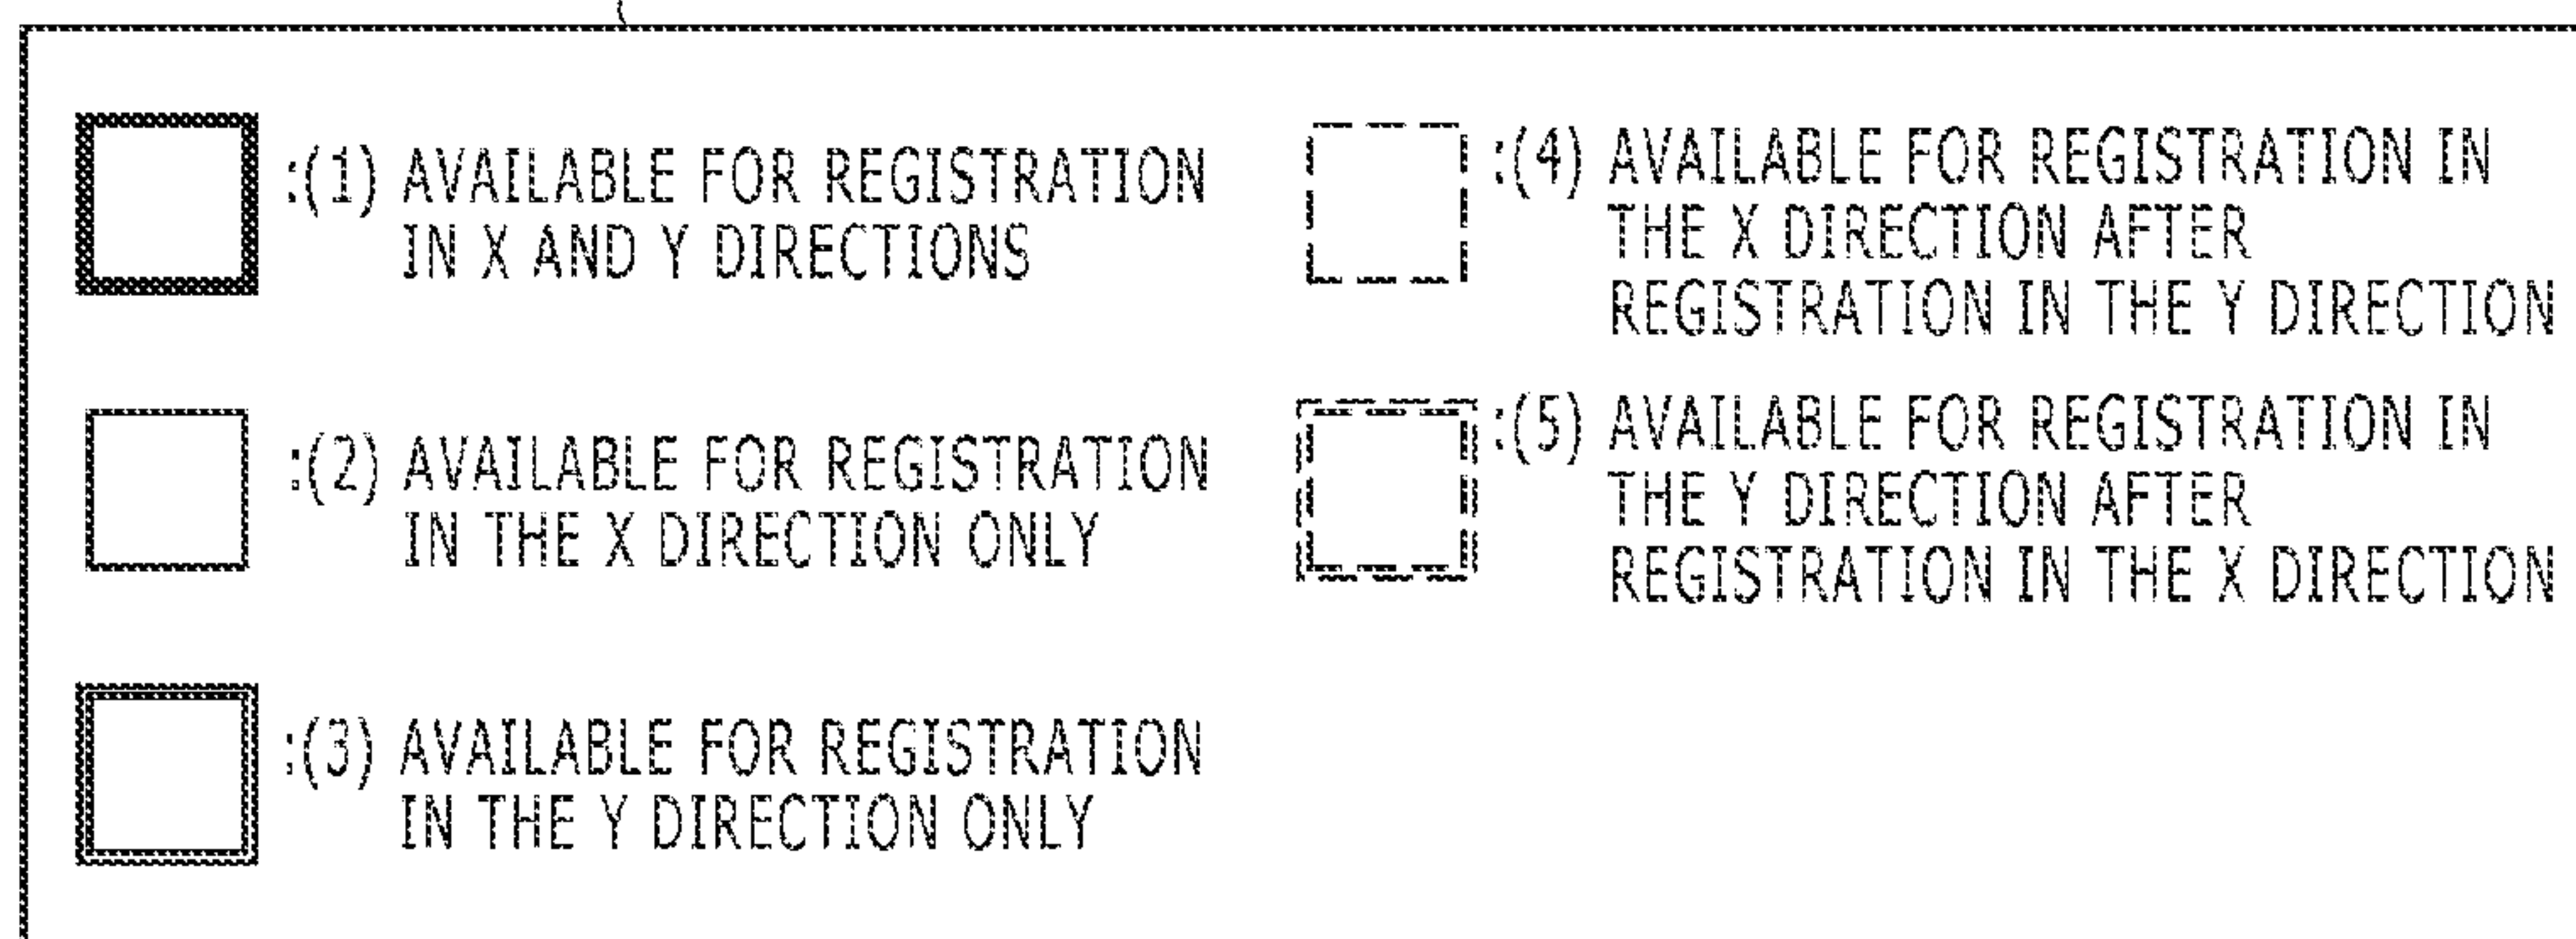 :(1) AVAILABLE FOR REGISTRATION
IN X AND Y DIRECTIONS
:(2) AVAILABLE FOR REGISTRATION
IN THE X DIRECTION ONLY
:(3) AVAILABLE FOR REGISTRATION
IN THE Y DIRECTION ONLY
:(4) AVAILABLE FOR REGISTRATION IN
THE X DIRECTION AFTER
REGISTRATION IN THE Y DIRECTION
:(5) AVAILABLE FOR REGISTRATION IN
THE Y DIRECTION AFTER
REGISTRATION IN THE X DIRECTION